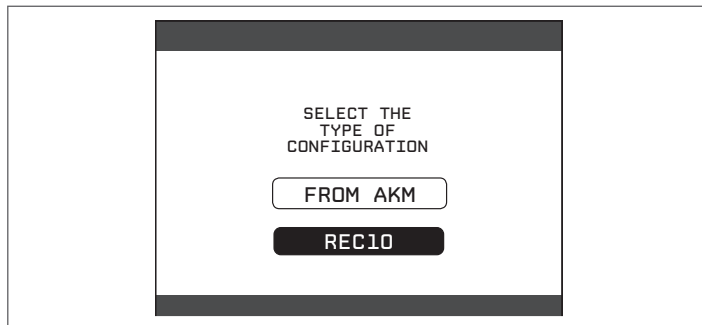 SELECT THE
TYPE OF
CONFIGURATION
FROM AKM
REC10